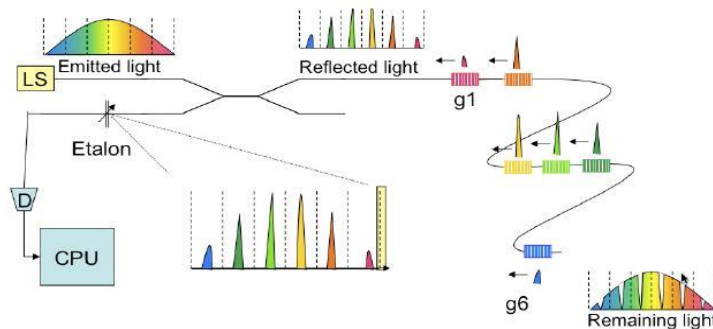 Emitted light
LS
Reflected light
g1
Etalon
D
CPU
g6
Remaining light